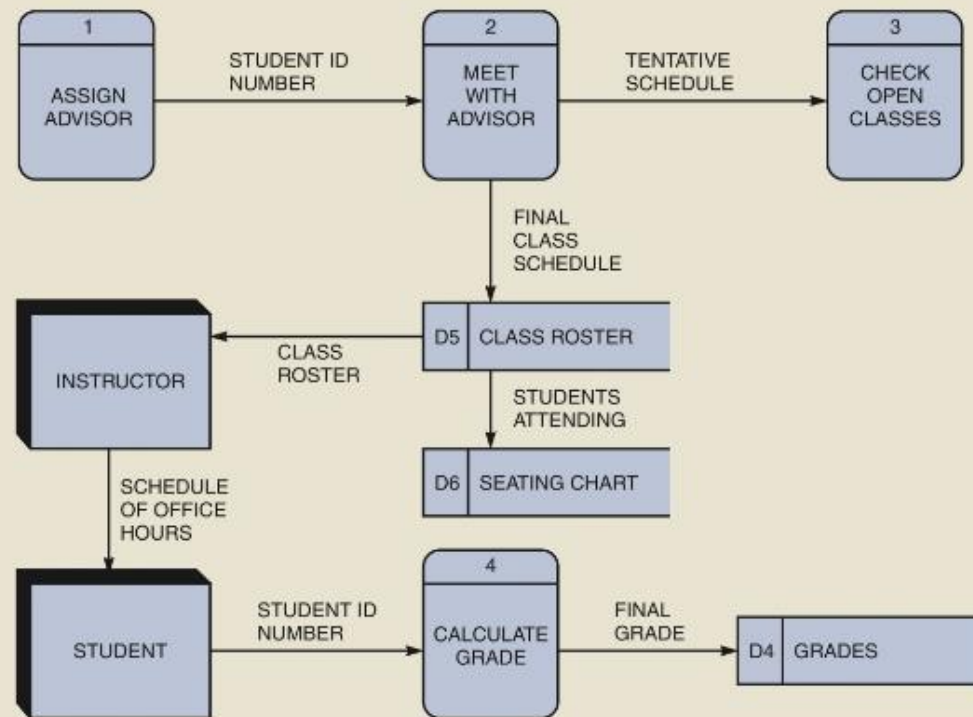 1
ASSIGN
ADVISOR
STUDENT ID
NUMBER
2
MEET
WITH
ADVISOR
TENTATIVE
SCHEDULE
3
CHECK
OPEN
CLASSES
FINAL
CLASS
SCHEDULE
INSTRUCTOR
CLASS
ROSTER
D5 CLASS ROSTER
STUDENTS
ATTENDING
D6 SEATING CHART
SCHEDULE
OF OFFICE
HOURS
STUDENT
STUDENT ID
NUMBER
4
CALCULATE
GRADE
FINAL
GRADE
D4 GRADES